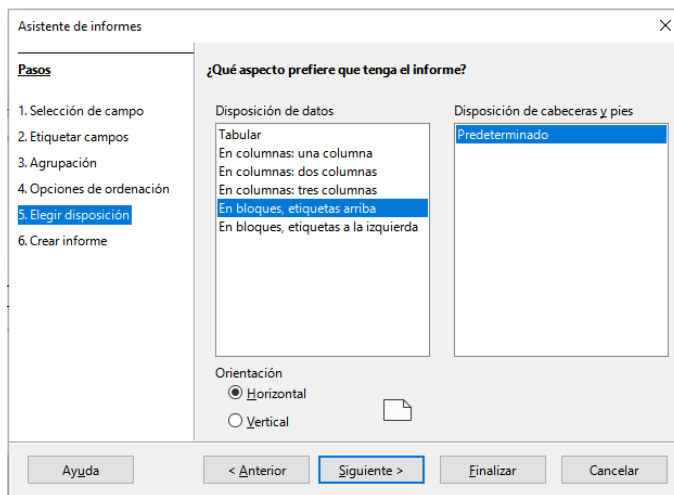 Asistente de informes
Pasos
1. Selección de campo
2. Etiquetar campos
3. Agrupación
4. Opciones de ordenación
5. Elegir disposición
6. Crear informe
¿Qué aspecto prefiere que tenga el informe?
Disposición de datos
Tabular
En columnas: una columna
En columnas: dos columnas
En columnas: tres columnas
En bloques, etiquetas arriba
En bloques, etiquetas a la izquierda
Disposición de cabeceras y pies
Predeterminado
Orientación
Horizontal
Vertical
Ayuda
< Anterior
Siguiente >
Finalizar
Cancelar